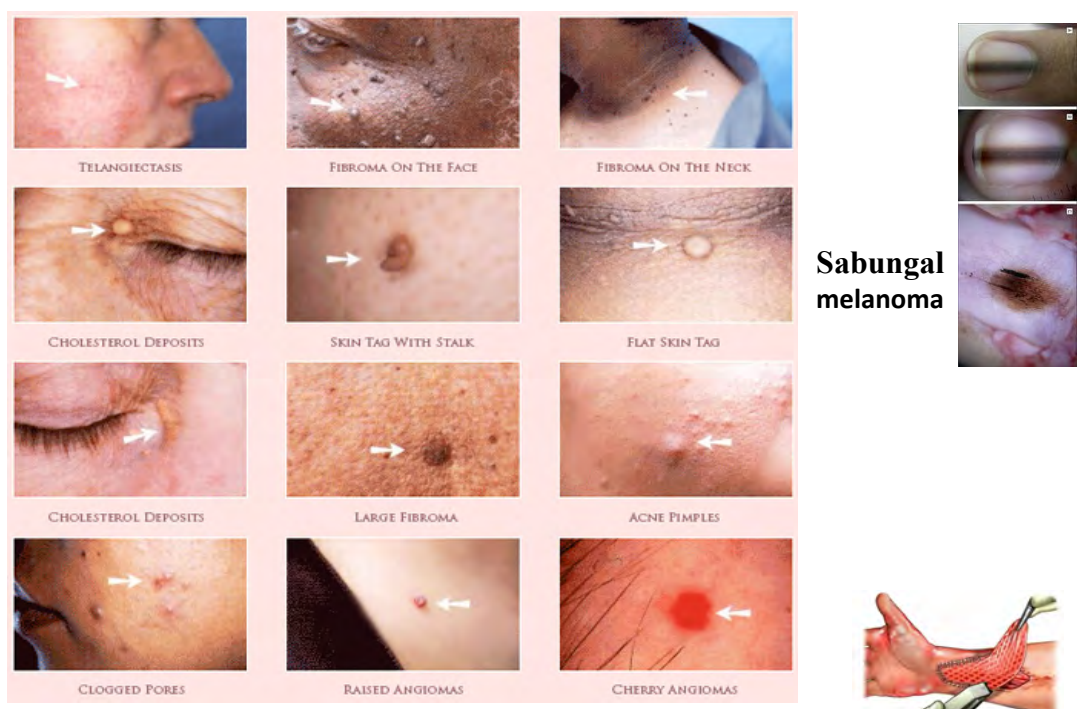 TELANGIECTASIS
FIBROMA ON THE FACE
FIBROMA ON THE NECK
CHOLESTEROL DEPOSITS
SKIN TAG WITH STALK
FLAT SKIN TAG
CHOLESTEROL DEPOSITS
LARGE FIBROMA
ACNE PIMPLES
CLOGGED PORES
RAISED ANGIOMAS
CHERRY ANGIOMAS
Sabungal
melanoma